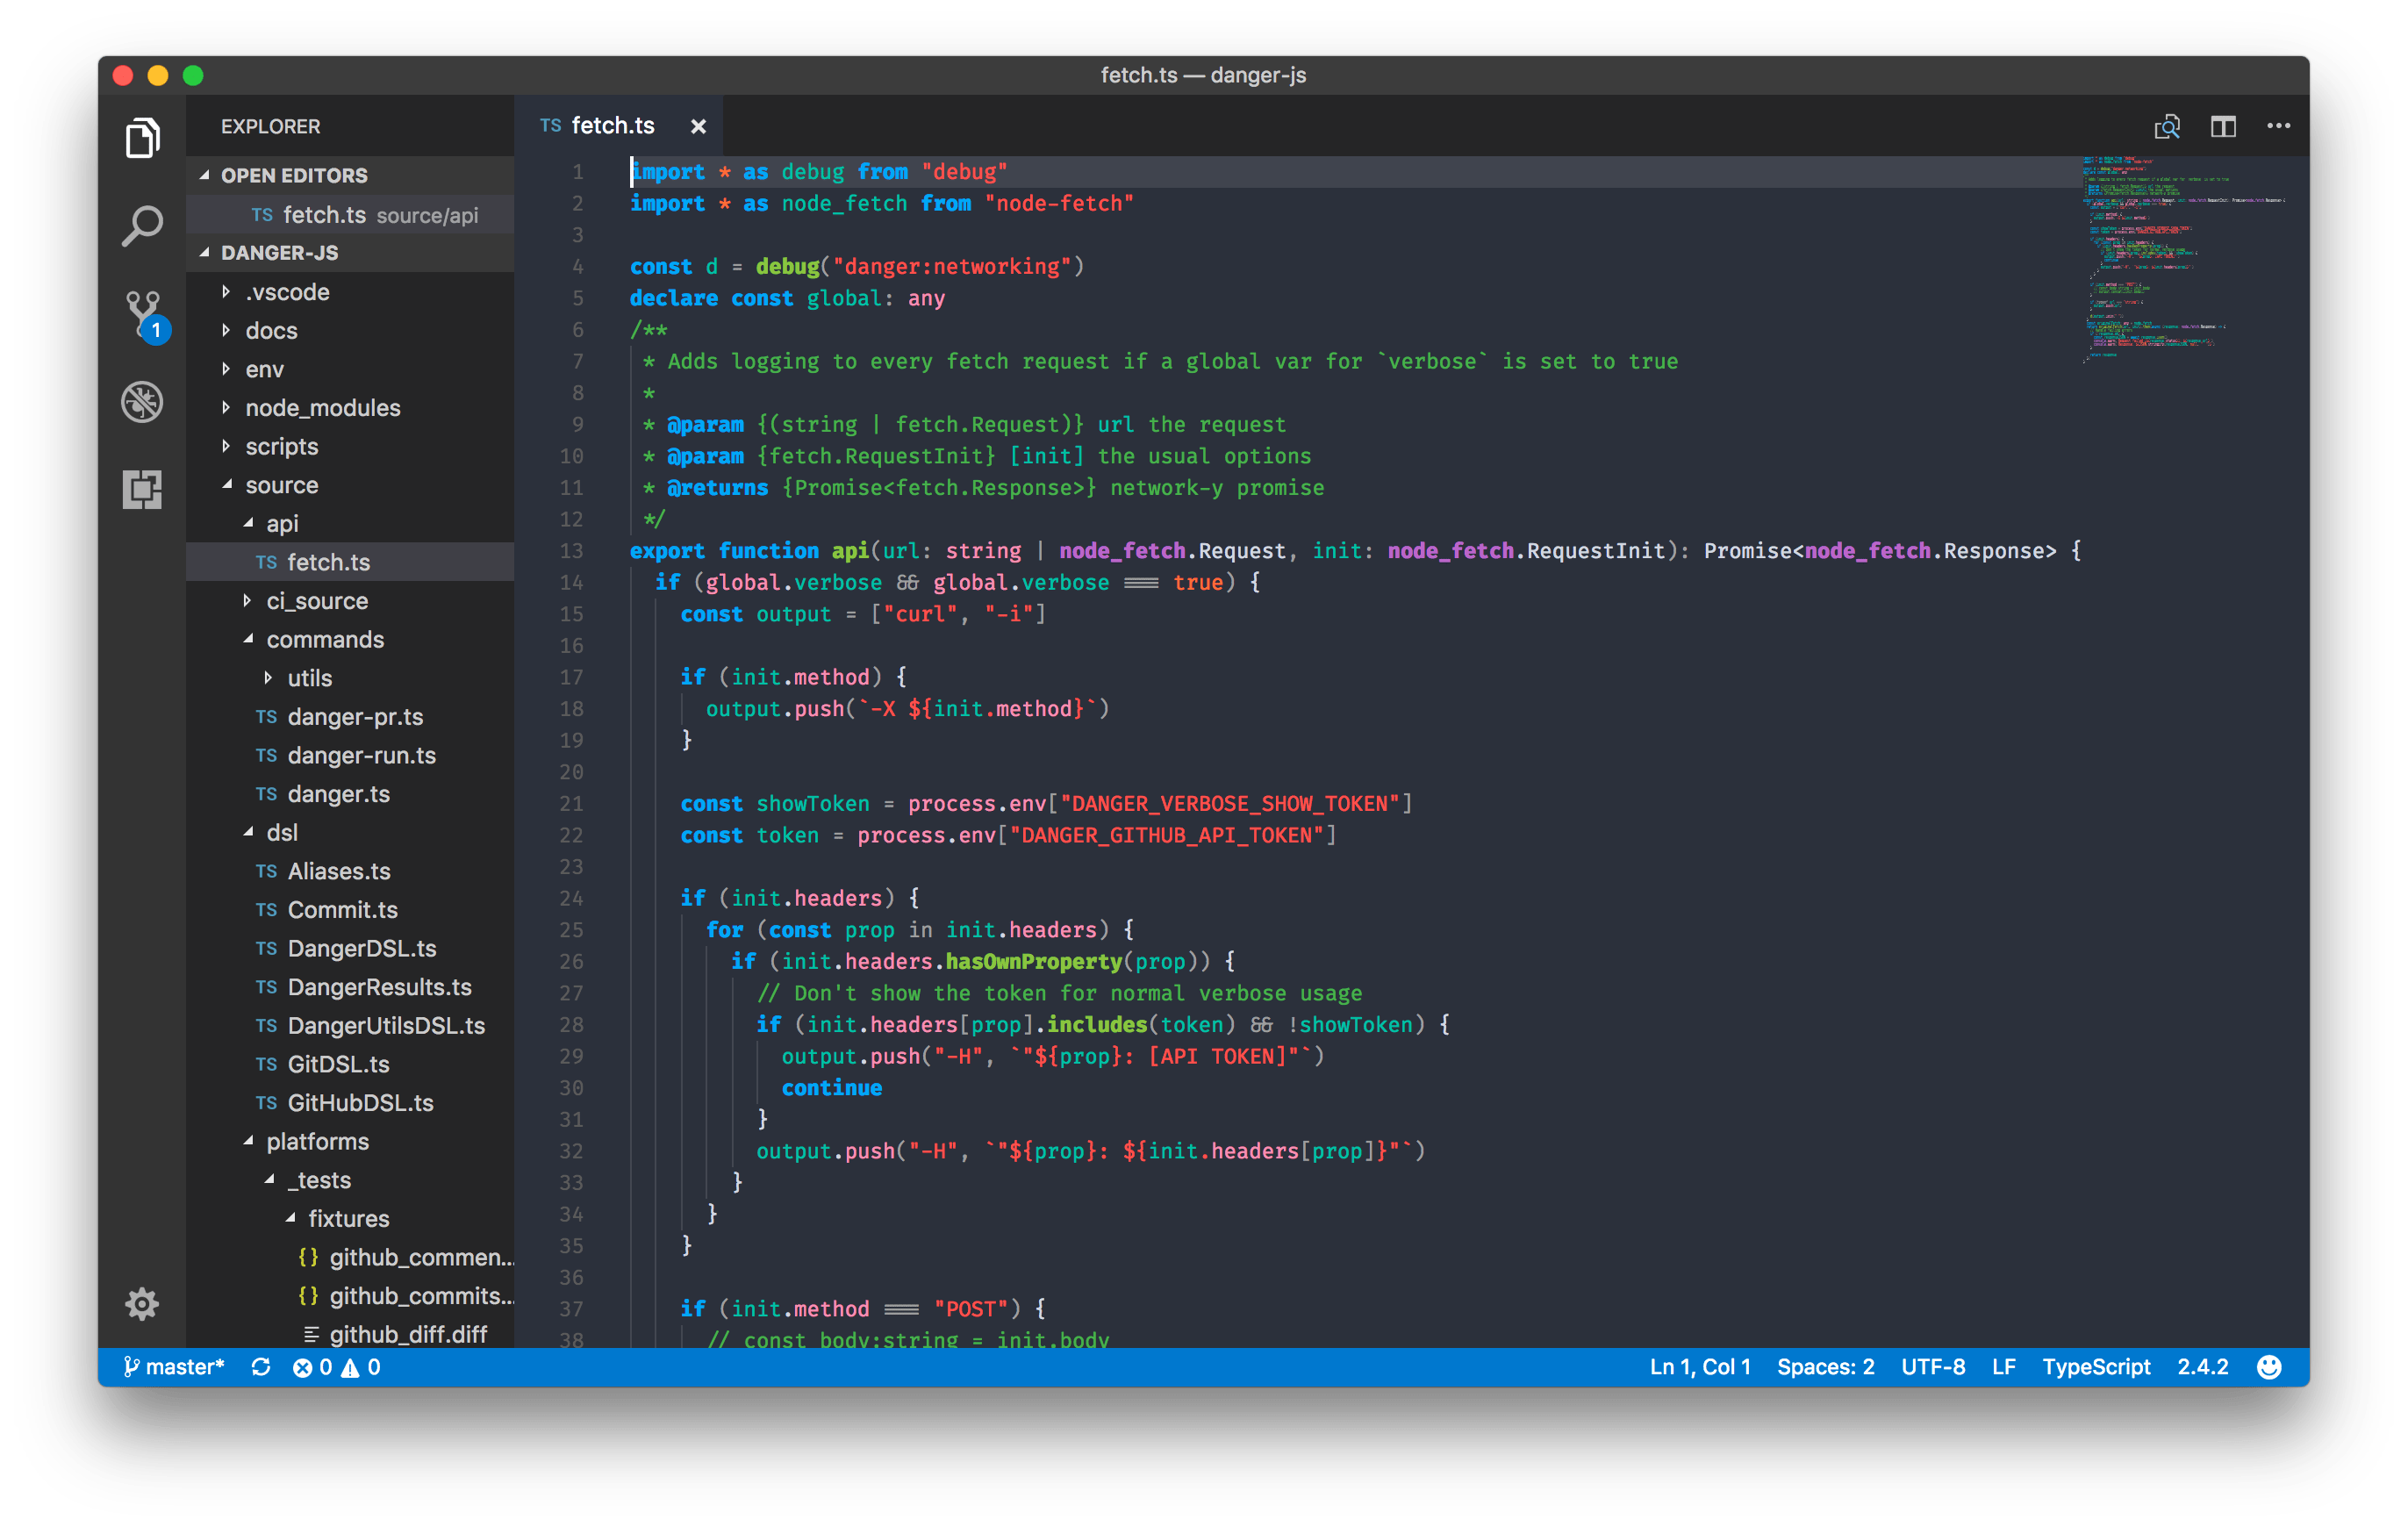 fetch.ts — danger-js
EXPLORER
OPEN EDITORS
TS fetch.ts source/api
DANGER-JS
.vscode
docs
env
node_modules
scripts
source
api
TS fetch.ts
ci_source
commands
utils
TS danger-pr.ts
TS danger-run.ts
TS danger.ts
dsl
TS Aliases.ts
TS Commit.ts
TS DangerDSL.ts
TS DangerResults.ts
TS DangerUtilsDSL.ts
TS GitDSL.ts
TS GitHubDSL.ts
platforms
_tests
fixtures
{} github_commen...
{} github_commits...
github_diff.diff
1
TS fetch.ts
1 import * as debug from "debug"
2 import * as node_fetch from "node-fetch"
3
4 const d = debug("danger:networking")
5 declare const global: any
6 /**
7 * Adds logging to every fetch request if a global var for `verbose` is set to true
8 *
9 * @param {(string | fetch.Request)} url the request
10 * @param {fetch.RequestInit} [init] the usual options
11 * @returns {Promise<fetch.Response>} network-y promise
12 */
13 export function api(url: string | node_fetch.Request, init: node_fetch.RequestInit): Promise<node_fetch.Response> {
14 if (global.verbose && global.verbose === true) {
15 const output = ["curl", "-i"]
16
17 if (init.method) {
18 output.push(`-X ${init.method}`)
19 }
20
21 const showToken = process.env["DANGER_VERBOSE_SHOW_TOKEN"]
22 const token = process.env["DANGER_GITHUB_API_TOKEN"]
23
24 if (init.headers) {
25 for (const prop in init.headers) {
26 if (init.headers.hasOwnProperty(prop)) {
27 // Don't show the token for normal verbose usage
28 if (init.headers[prop].includes(token) && !showToken) {
29 output.push("-H", `"${prop}: [API TOKEN]"`)
30 continue
31 }
32 output.push("-H", `"${prop}: ${init.headers[prop]}"`)
33 }
34 }
35 }
36
37 if (init.method === "POST") {
38 // const body:string = init.body
master* 0 0
Ln 1, Col 1 Spaces: 2 UTF-8 LF TypeScript 2.4.2